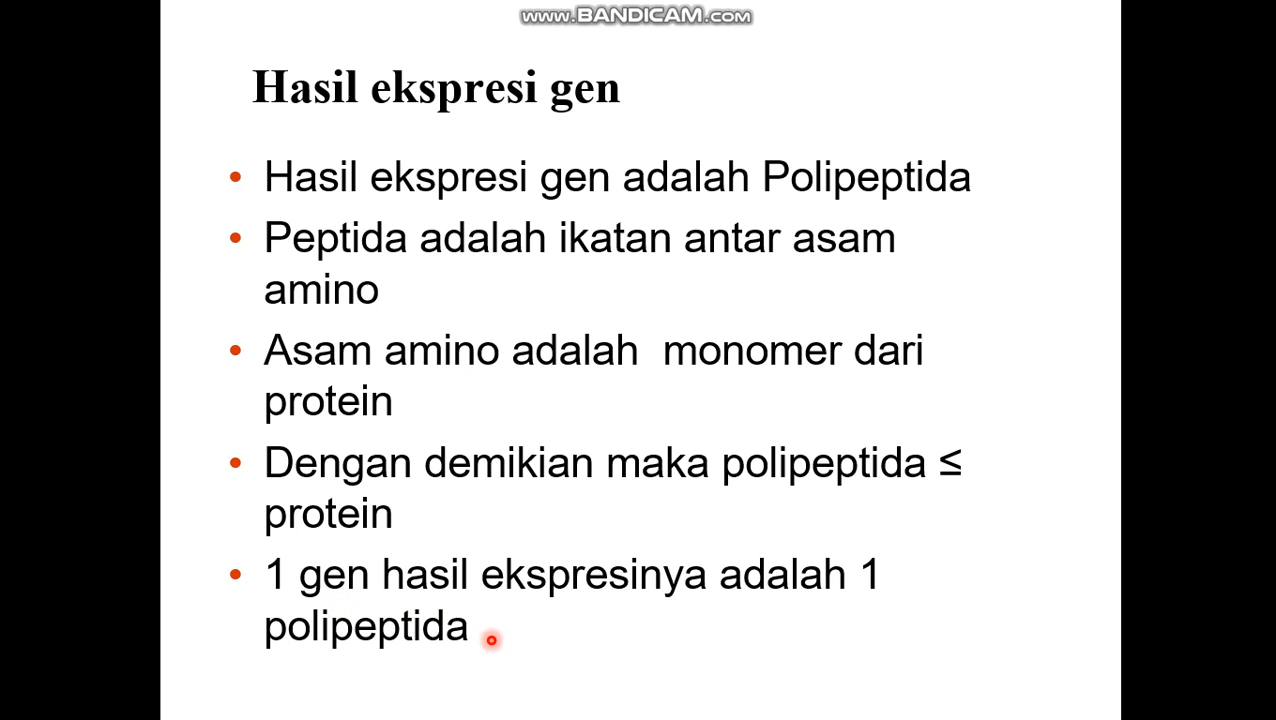 www.BANDICAM.com
Hasil ekspresi gen
• Hasil ekspresi gen adalah Polipeptida
• Peptida adalah ikatan antar asam
amino
• Asam amino adalah monomer dari
protein
• Dengan demikian maka polipeptida ≤
protein
• 1 gen hasil ekspresinya adalah 1
polipeptida